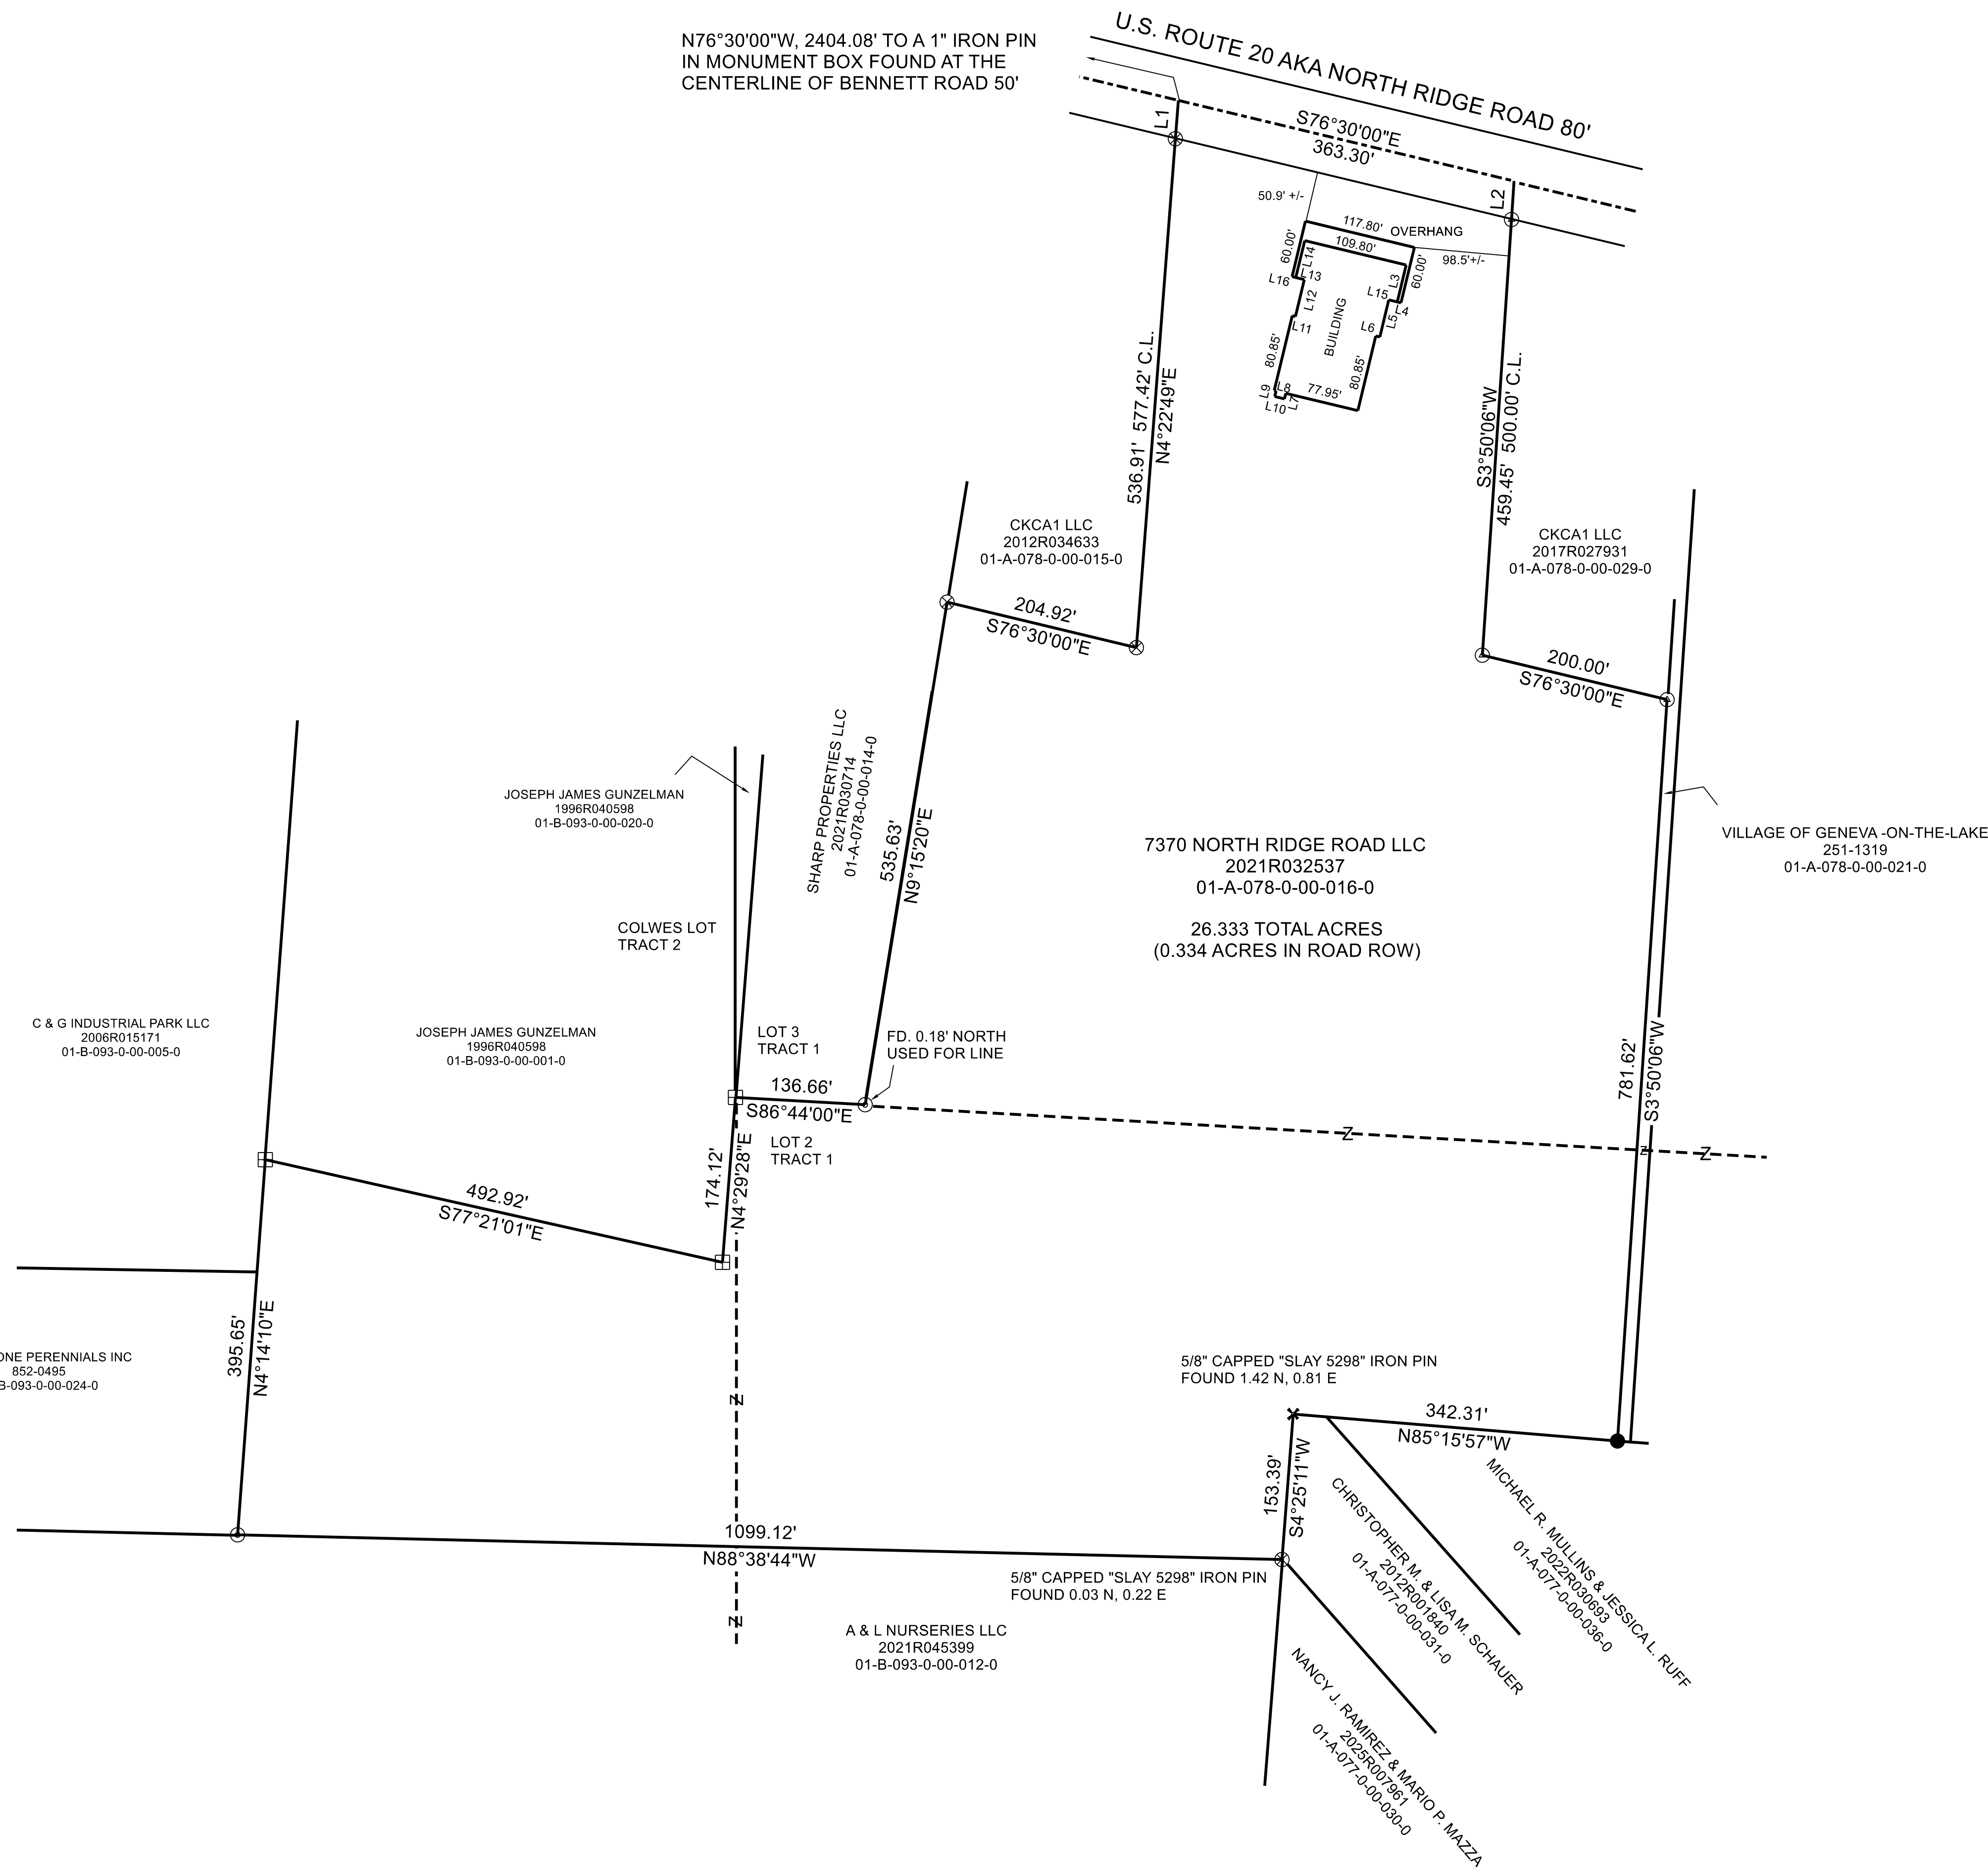 U.S. ROUTE 20 AKA NORTH RIDGE ROAD 80'
N76°30'00"W, 2404.08' TO A 1" IRON PIN
IN MONUMENT BOX FOUND AT THE
CENTERLINE OF BENNETT ROAD 50'
L1
S76°30'00"E
363.30'
L2
50.9' +/-
117.80'
OVERHANG
109.80'
98.5'+/-
60.00'
L14
L13
L16
L12
L11
L3
60.00'
L15
L4
L5
L6
BUILDING
80.85'
80.85'
L9
L8
L10
L7
77.95'
536.91' 577.42' C.L.
N4°22'49"E
S3°50'06"W
459.45' 500.00' C.L.
CKCA1 LLC
2012R034633
01-A-078-0-00-015-0
CKCA1 LLC
2017R027931
01-A-078-0-00-029-0
204.92'
S76°30'00"E
200.00'
S76°30'00"E
SHARP PROPERTIES LLC
2021R030714
01-A-078-0-00-014-0
535.63'
N9°15'20"E
JOSEPH JAMES GUNZELMAN
1996R040598
01-B-093-0-00-020-0
7370 NORTH RIDGE ROAD LLC
2021R032537
01-A-078-0-00-016-0
26.333 TOTAL ACRES
(0.334 ACRES IN ROAD ROW)
VILLAGE OF GENEVA -ON-THE-LAKE
251-1319
01-A-078-0-00-021-0
COLWES LOT
TRACT 2
C & G INDUSTRIAL PARK LLC
2006R015171
01-B-093-0-00-005-0
JOSEPH JAMES GUNZELMAN
1996R040598
01-B-093-0-00-001-0
LOT 3
TRACT 1
FD. 0.18' NORTH
USED FOR LINE
781.62'
S3°50'06"W
136.66'
S86°44'00"E
LOT 2
TRACT 1
Z
Z
Z
174.12'
N4°29'28"E
492.92'
S77°21'01"E
395.65'
N4°14'10"E
ONE PERENNIALS INC
852-0495
B-093-0-00-024-0
Z
5/8" CAPPED "SLAY 5298" IRON PIN
FOUND 1.42 N, 0.81 E
342.31'
N85°15'57"W
153.39'
S4°25'11"W
1099.12'
N88°38'44"W
5/8" CAPPED "SLAY 5298" IRON PIN
FOUND 0.03 N, 0.22 E
Z
A & L NURSERIES LLC
2021R045399
01-B-093-0-00-012-0
MICHAEL R. MULLINS & JESSICA L. RUFF
2022R030693
01-A-077-0-00-036-0
CHRISTOPHER M. & LISA M. SCHAUER
2012R001840
01-A-077-0-00-031-0
NANCY J. RAMIREZ & MARIO P. MAZZA
2025R007961
01-A-077-0-00-030-0